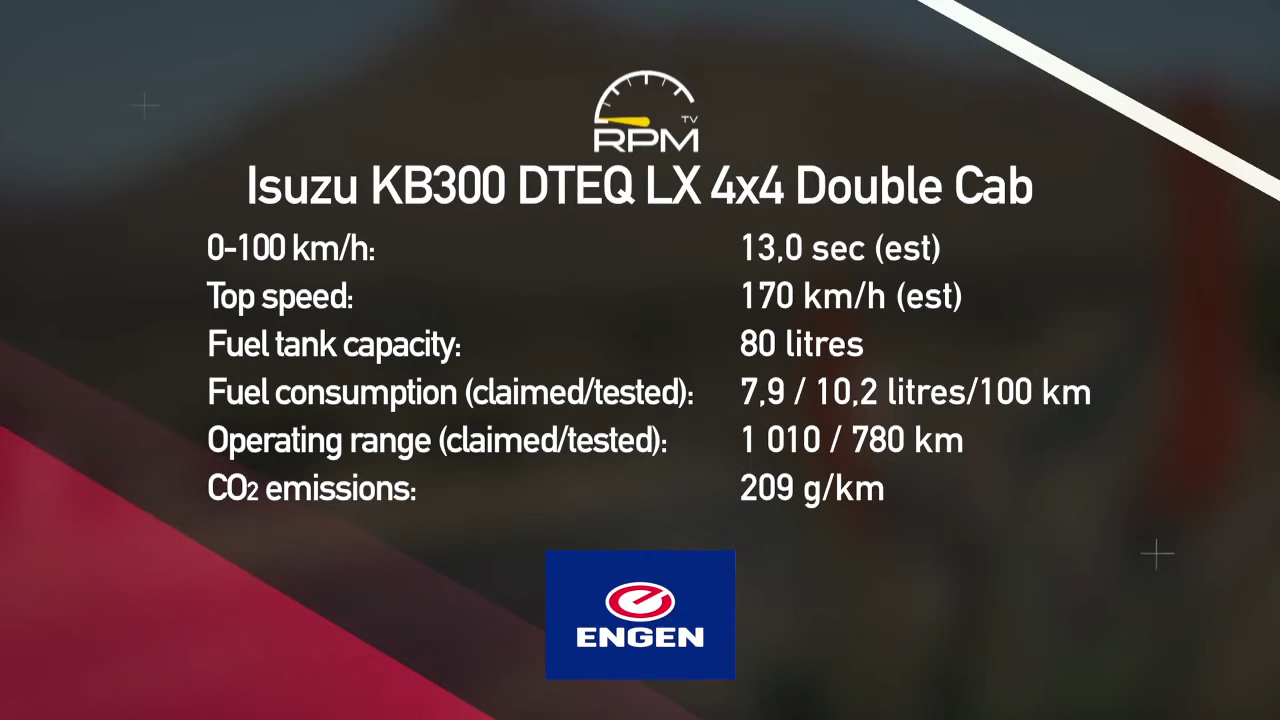 TV
RPM
Isuzu KB300 DTEQ LX 4x4 Double Cab
0-100 km/h: 13,0 sec (est)
Top speed: 170 km/h (est)
Fuel tank capacity: 80 litres
Fuel consumption (claimed/tested): 7,9 / 10,2 litres/100 km
Operating range (claimed/tested): 1 010 / 780 km
CO2 emissions: 209 g/km
ENGEN